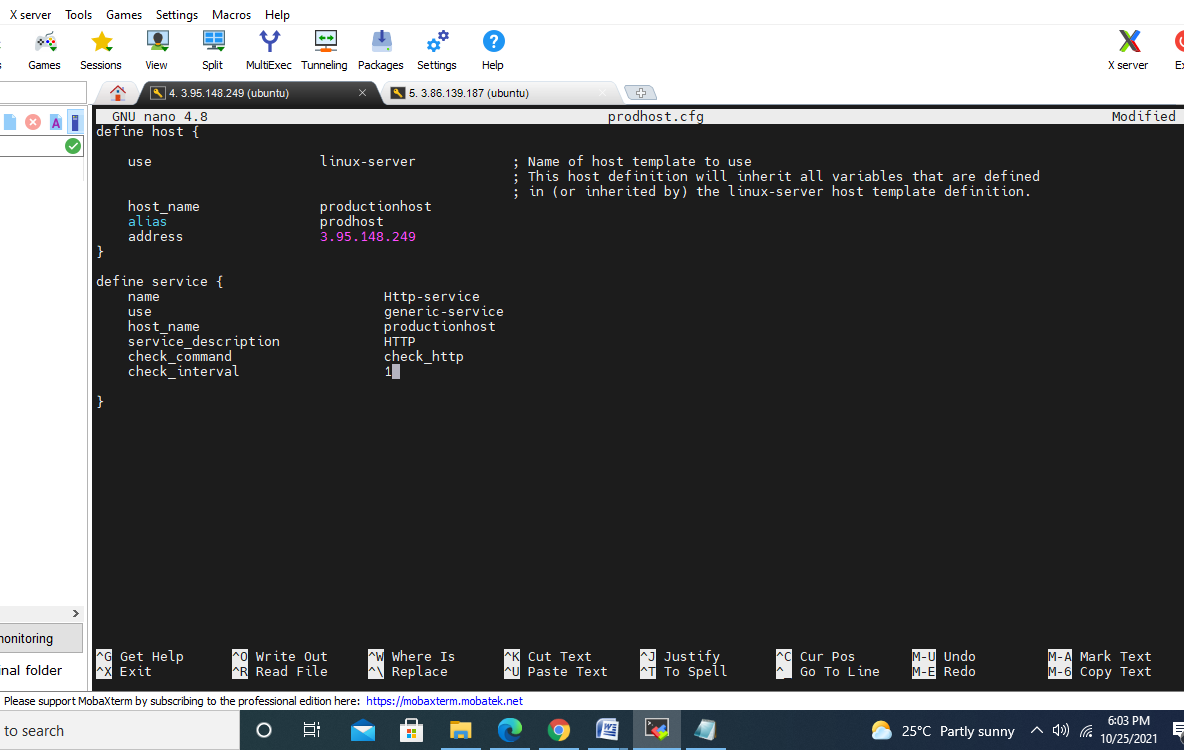 X server Tools Games Settings Macros Help
Games Sessions View Split MultiExec Tunneling Packages Settings Help X server
4. 3.95.148.249 (ubuntu) 5. 3.86.139.187 (ubuntu)
GNU nano 4.8 prodhost.cfg Modified
define host {
use linux-server ; Name of host template to use
; This host definition will inherit all variables that are defined
; in (or inherited by) the linux-server host template definition.
host_name productionhost
alias prodhost
address 3.95.148.249
}
define service {
name Http-service
use generic-service
host_name productionhost
service_description HTTP
check_command check_http
check_interval 1
}
^G Get Help ^O Write Out ^W Where Is ^K Cut Text ^J Justify ^C Cur Pos M-U Undo M-A Mark Text
^X Exit ^R Read File ^\ Replace ^U Paste Text ^T To Spell ^_ Go To Line M-E Redo M-6 Copy Text
onitoring
nal folder
Please support MobaXterm by subscribing to the professional edition here: https://mobaxterm.mobatek.net
to search
25°C Partly sunny
6:03 PM
10/25/2021